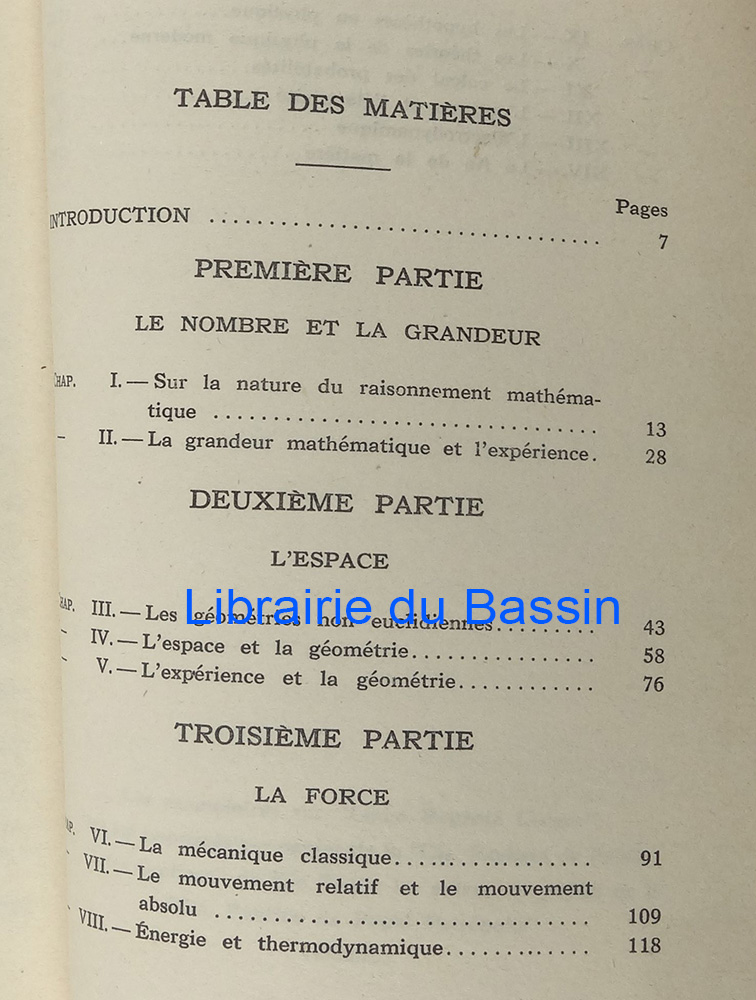 TABLE DES MATIÈRES
Pages
INTRODUCTION .................................. 7
PREMIÈRE PARTIE
LE NOMBRE ET LA GRANDEUR
CHAP. I. — Sur la nature du raisonnement mathéma-
tique .................................. 13
— II. — La grandeur mathématique et l'expérience. 28
DEUXIÈME PARTIE
L'ESPACE
CHAP. III. — Les géométries non euclidiennes......... 43
Librairie du Bassin
— IV. — L'espace et la géométrie................ 58
— V. — L'expérience et la géométrie............ 76
TROISIÈME PARTIE
LA FORCE
AP. VI. — La mécanique classique.................. 91
VII. — Le mouvement relatif et le mouvement
absolu .................................. 109
VIII. — Énergie et thermodynamique............. 118